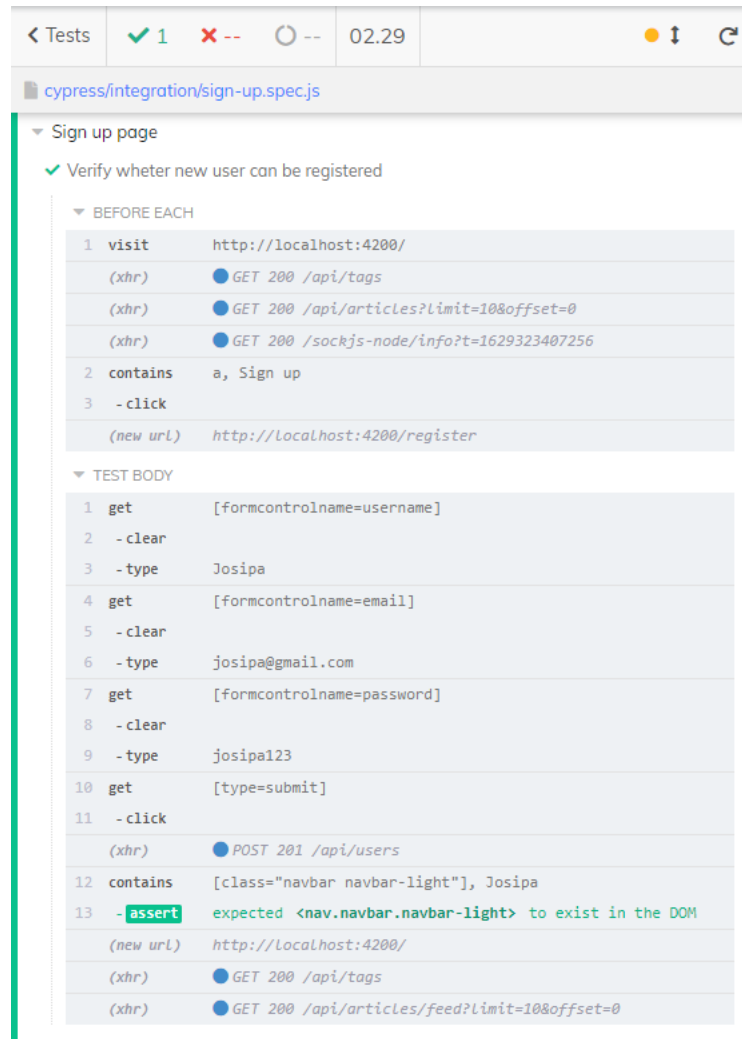 Tests 1 -- -- 02.29
cypress/integration/sign-up.spec.js
Sign up page
Verify wheter new user can be registered
BEFORE EACH
1 visit http://localhost:4200/
(xhr) GET 200 /api/tags
(xhr) GET 200 /api/articles?limit=10&offset=0
(xhr) GET 200 /sockjs-node/info?t=1629323407256
2 contains a, Sign up
3 -click
(new url) http://localhost:4200/register
TEST BODY
1 get [formcontrolname=username]
2 -clear
3 -type Josipa
4 get [formcontrolname=email]
5 -clear
6 -type josipa@gmail.com
7 get [formcontrolname=password]
8 -clear
9 -type josipa123
10 get [type=submit]
11 -click
(xhr) POST 201 /api/users
12 contains [class="navbar navbar-light"], Josipa
13 -assert expected <nav.navbar.navbar-light> to exist in the DOM
(new url) http://localhost:4200/
(xhr) GET 200 /api/tags
(xhr) GET 200 /api/articles/feed?limit=10&offset=0